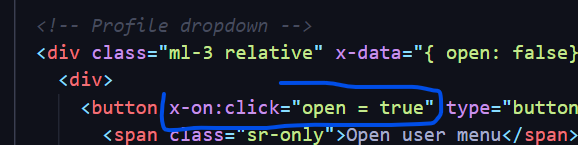 <!-- Profile dropdown -->
<div class="ml-3 relative" x-data="{ open: false}
<div>
<button x-on:click="open = true" type="button
<span class="sr-only">Open user menu</span>